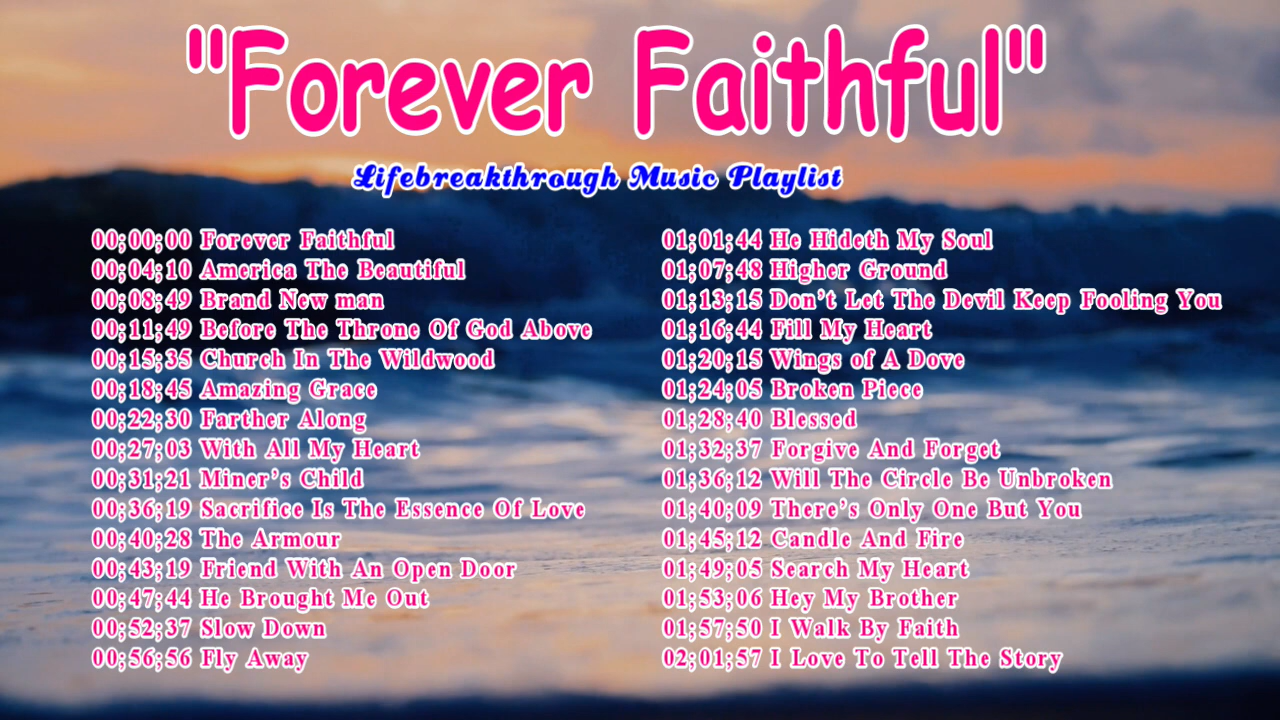 "Forever Faithful"
Lifebreakthrough Music Playlist
00;00;00 Forever Faithful
00;04;10 America The Beautiful
00;08;49 Brand New man
00;11;49 Before The Throne Of God Above
00;15;35 Church In The Wildwood
00;18;45 Amazing Grace
00;22;30 Farther Along
00;27;03 With All My Heart
00;31;21 Miner’s Child
00;36;19 Sacrifice Is The Essence Of Love
00;40;28 The Armour
00;43;19 Friend With An Open Door
00;47;44 He Brought Me Out
00;52;37 Slow Down
00;56;56 Fly Away
01;01;44 He Hideth My Soul
01;07;48 Higher Ground
01;13;15 Don’t Let The Devil Keep Fooling You
01;16;44 Fill My Heart
01;20;15 Wings of A Dove
01;24;05 Broken Piece
01;28;40 Blessed
01;32;37 Forgive And Forget
01;36;12 Will The Circle Be Unbroken
01;40;09 There’s Only One But You
01;45;12 Candle And Fire
01;49;05 Search My Heart
01;53;06 Hey My Brother
01;57;50 I Walk By Faith
02;01;57 I Love To Tell The Story